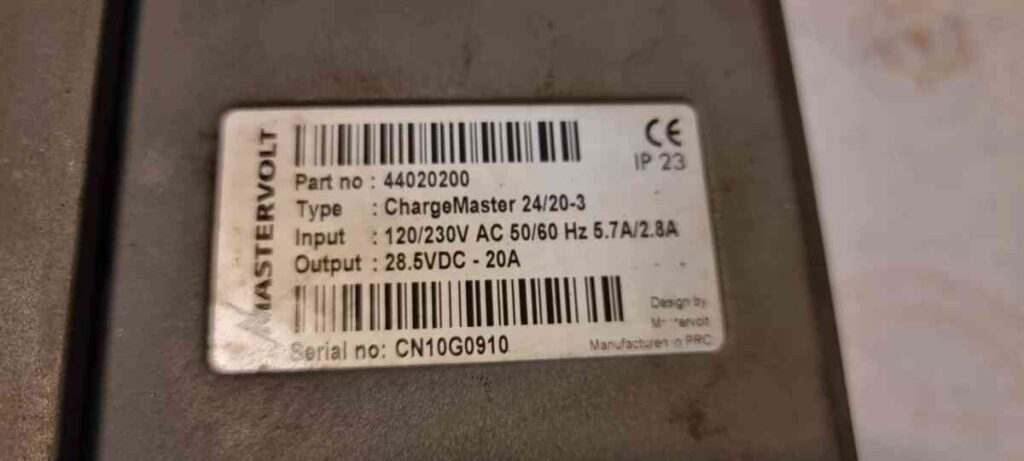 MASTERVOLT
CE
IP 23
Part no : 44020200
Type : ChargeMaster 24/20-3
Input : 120/230V AC 50/60 Hz 5.7A/2.8A
Output : 28.5VDC - 20A
Design by
Serial no: CN10G0910
Manufacturen in PRC